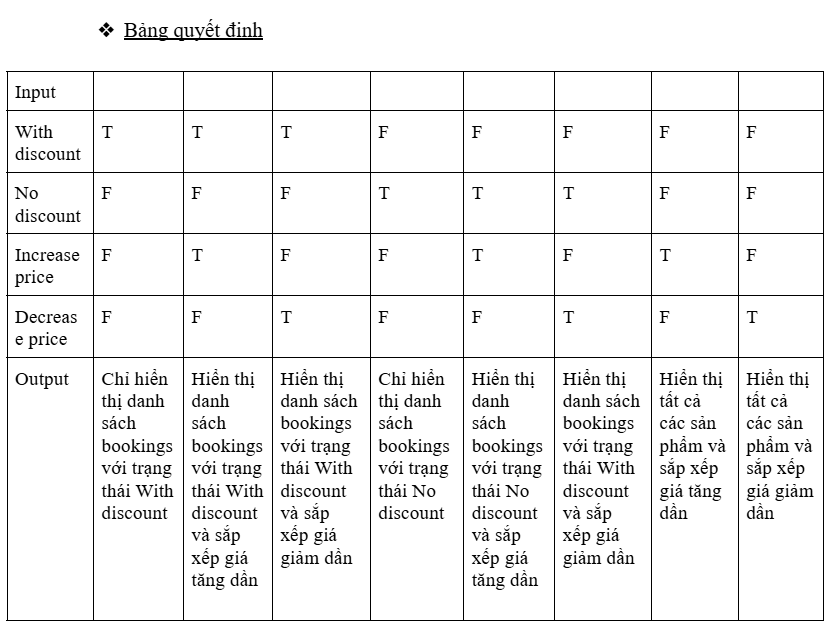 ❖ Bảng quyết đinh
Input
With discount T T T F F F F F
No discount F F F T T T F F
Increase price F T F F T F T F
Decrease price F F T F F T F T
Output
Chỉ hiển thị danh sách bookings với trạng thái With discount
Hiển thị danh sách bookings với trạng thái With discount và sắp xếp giá tăng dần
Hiển thị danh sách bookings với trạng thái With discount và sắp xếp giá giảm dần
Chỉ hiển thị danh sách bookings với trạng thái No discount
Hiển thị danh sách bookings với trạng thái No discount và sắp xếp giá tăng dần
Hiển thị danh sách bookings với trạng thái With discount và sắp xếp giá giảm dần
Hiển thị tất cả các sản phẩm và sắp xếp giá tăng dần
Hiển thị tất cả các sản phẩm và sắp xếp giá giảm dần